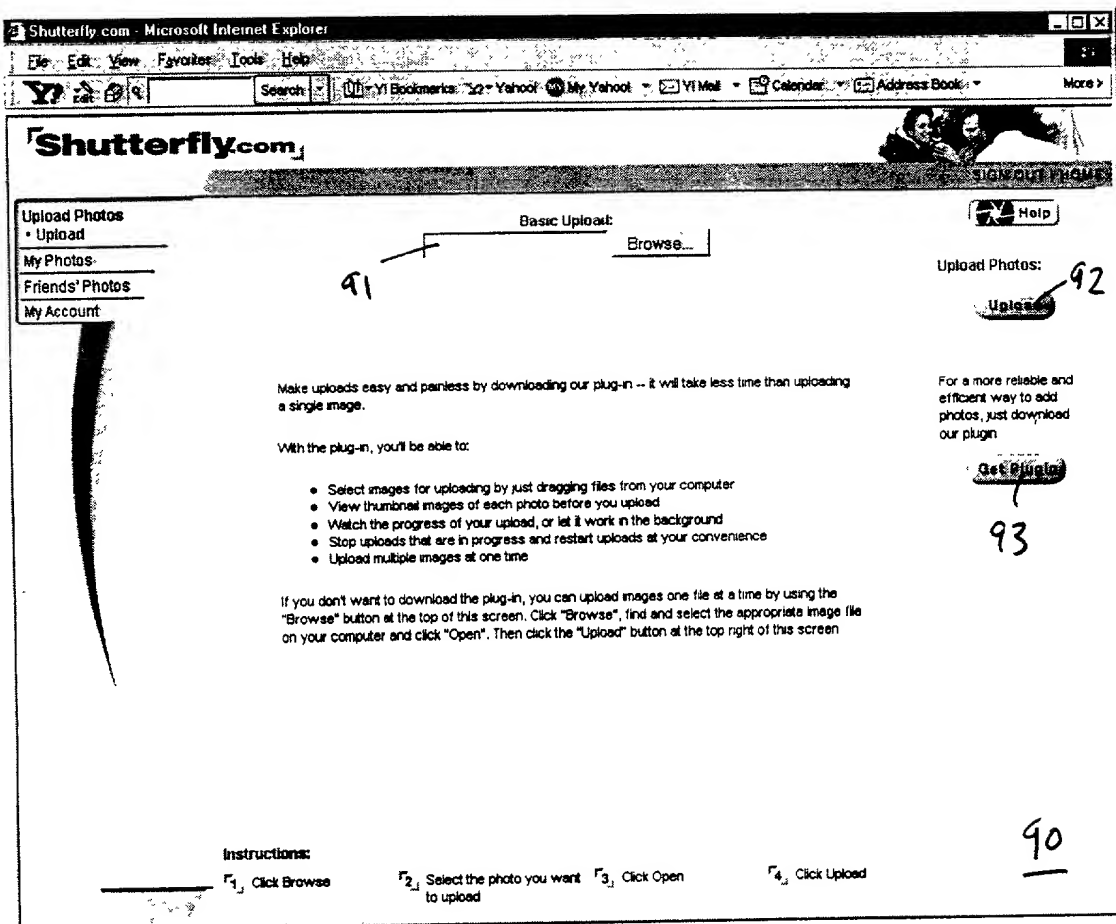 Shutterfly.com - Microsoft Internet Explorer
File Edit View Favorites Tools Help
Y! Edit Search Y! Bookmarks Yahoo! My Yahoo! Y! Mail Calendar Address Book More >
Shutterfly.com
SIGN OUT HOME
Upload Photos
• Upload
My Photos
Friends' Photos
My Account
Basic Upload:
Browse...
91
Help
Upload Photos:
Upload
92
Make uploads easy and painless by downloading our plug-in -- it will take less time than uploading
a single image.
With the plug-in, you'll be able to:
• Select images for uploading by just dragging files from your computer
• View thumbnail images of each photo before you upload
• Watch the progress of your upload, or let it work in the background
• Stop uploads that are in progress and restart uploads at your convenience
• Upload multiple images at one time
If you don't want to download the plug-in, you can upload images one file at a time by using the
"Browse" button at the top of this screen. Click "Browse", find and select the appropriate image file
on your computer and click "Open". Then click the "Upload" button at the top right of this screen
For a more reliable and
efficient way to add
photos, just download
our plugin
Get Plugin
93
90
Instructions:
1 Click Browse
2 Select the photo you want
to upload
3 Click Open
4 Click Upload